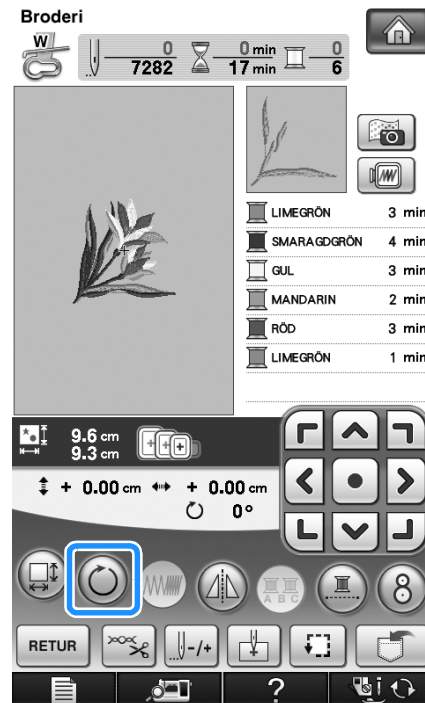 Broderi
W
0 0 min 0
7282 17 min 6
LIMEGRÖN 3 min
SMARAGDGRÖN 4 min
GUL 3 min
MANDARIN 2 min
RÖD 3 min
LIMEGRÖN 1 min
9.6 cm
9.3 cm
+ 0.00 cm + 0.00 cm
0°
A B C
8
RETUR -/+
?